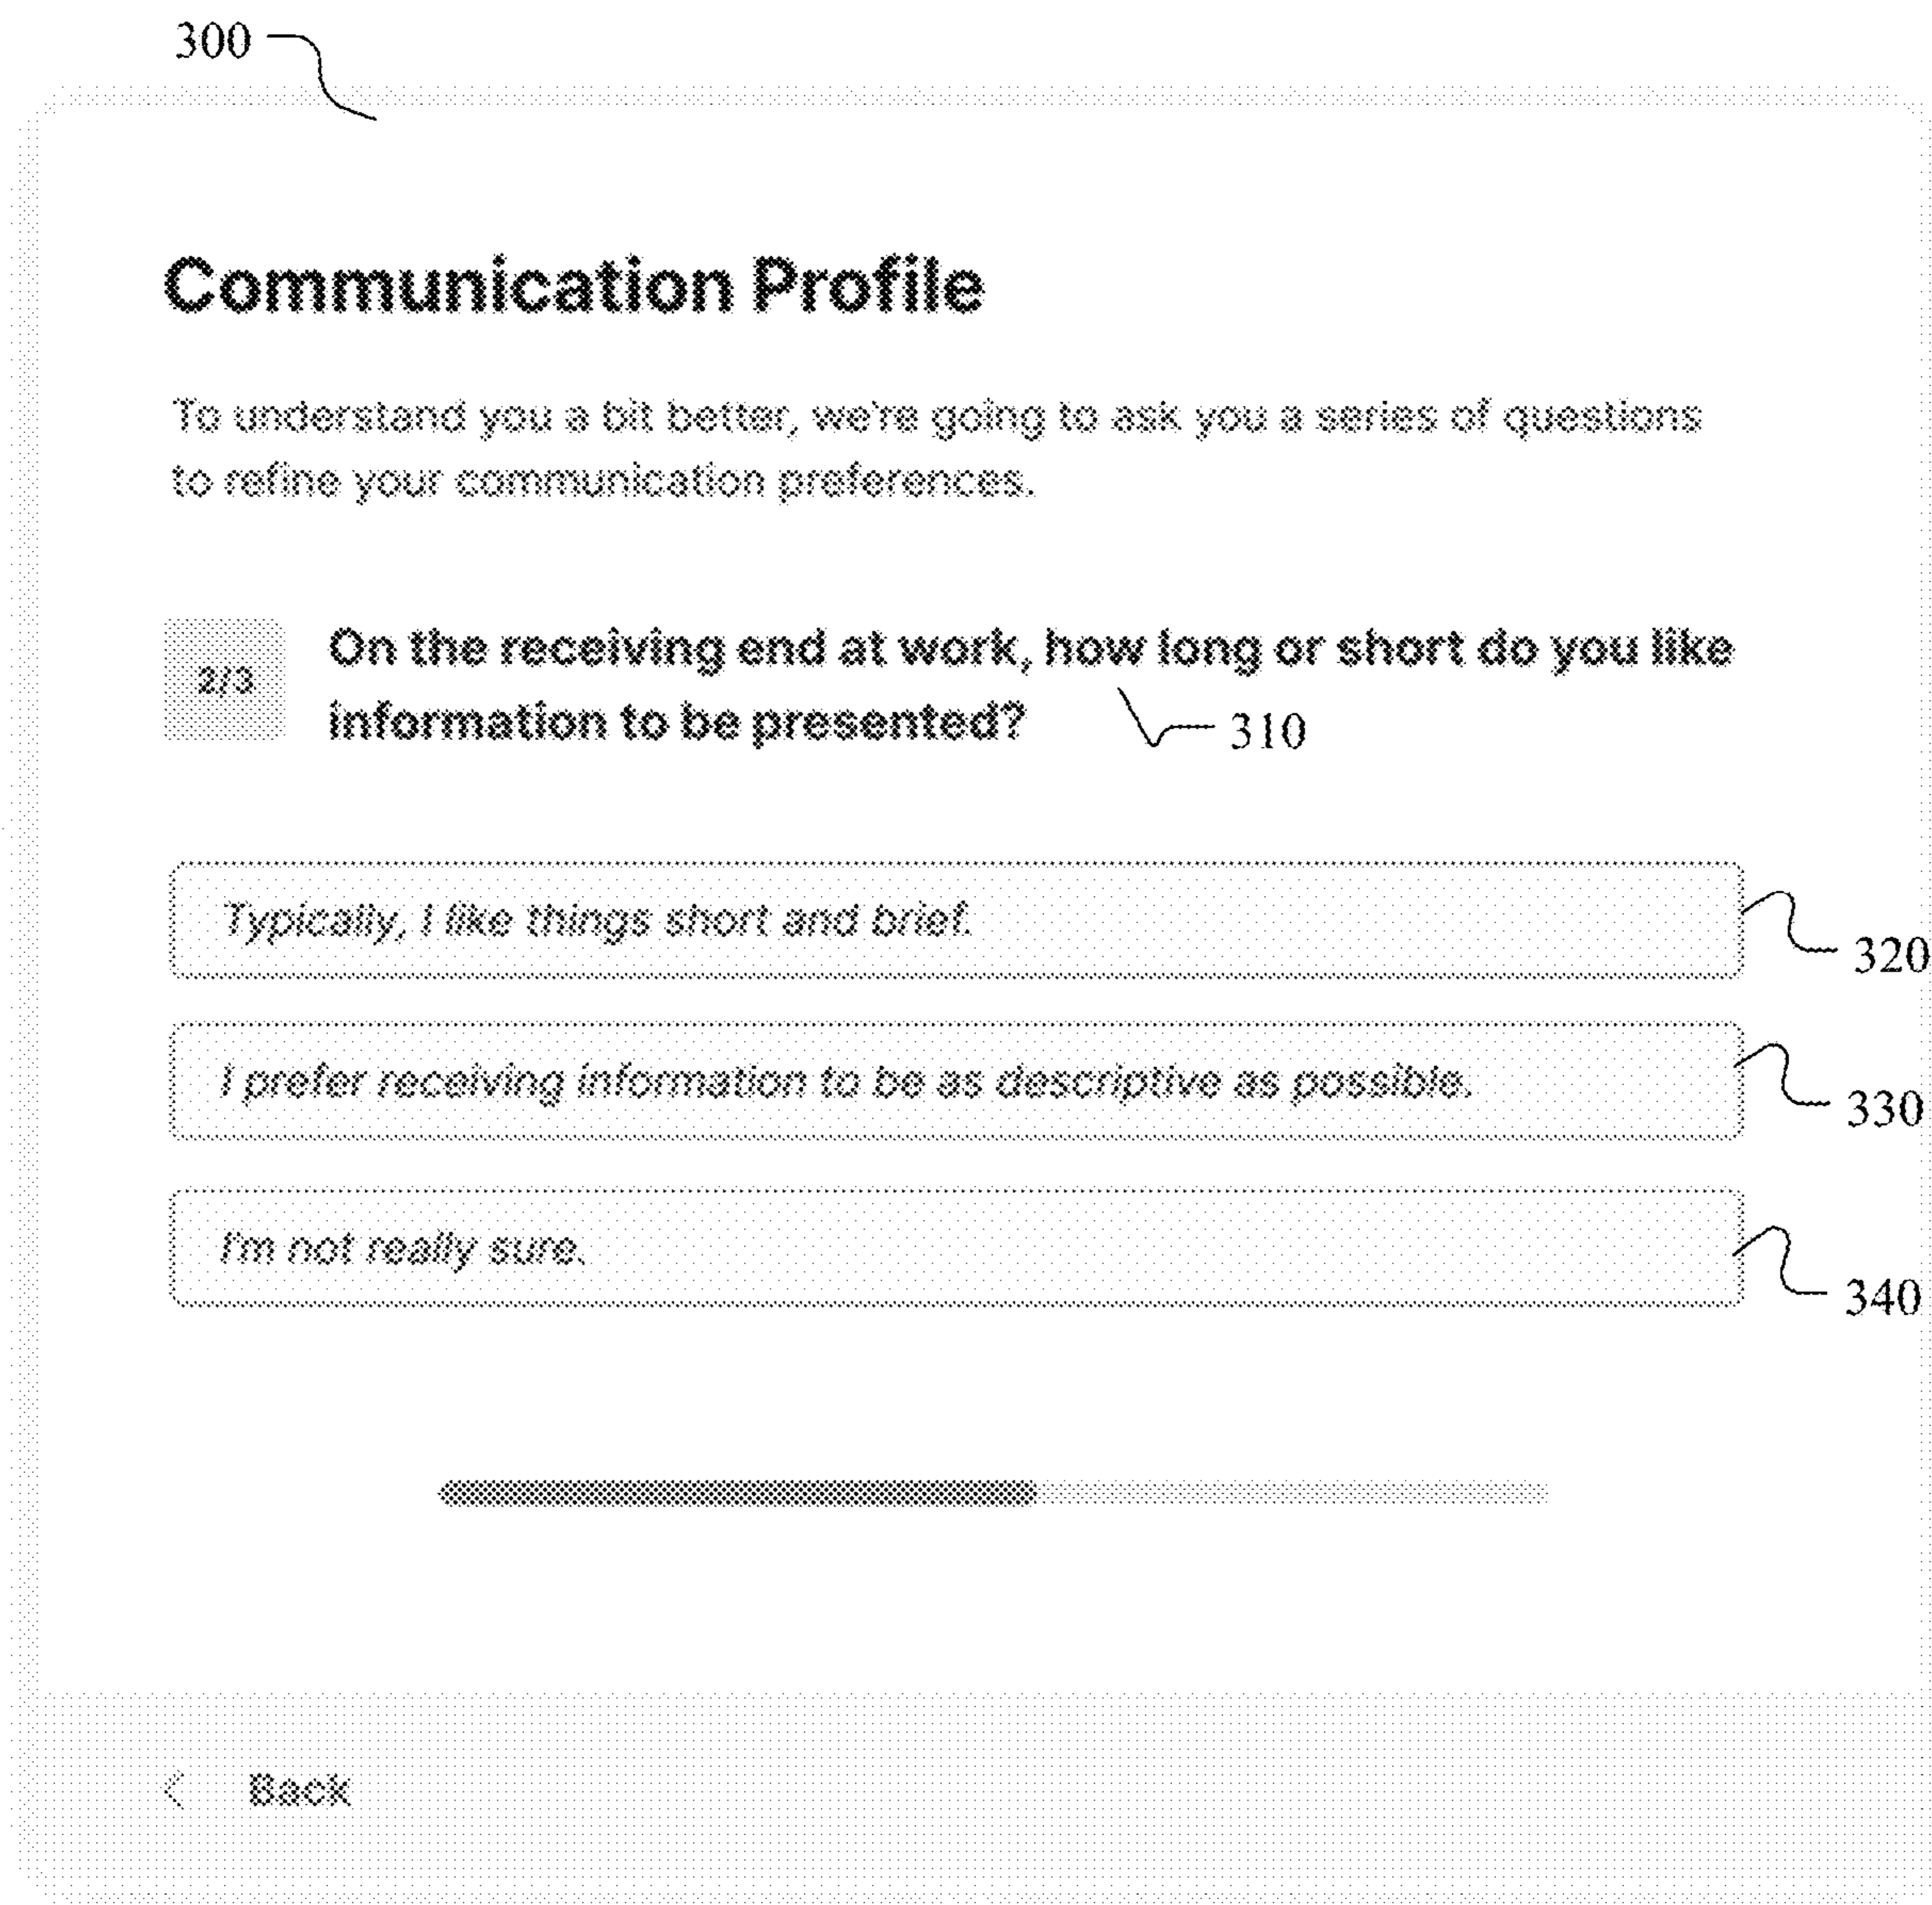 300
Communication Profile
To understand you a bit better, we're going to ask you a series of questions
to refine your communication preferences.
2/3
On the receiving end at work, how long or short do you like
information to be presented?
310
Typically, I like things short and brief.
320
I prefer receiving information to be as descriptive as possible.
330
I'm not really sure.
340
Back